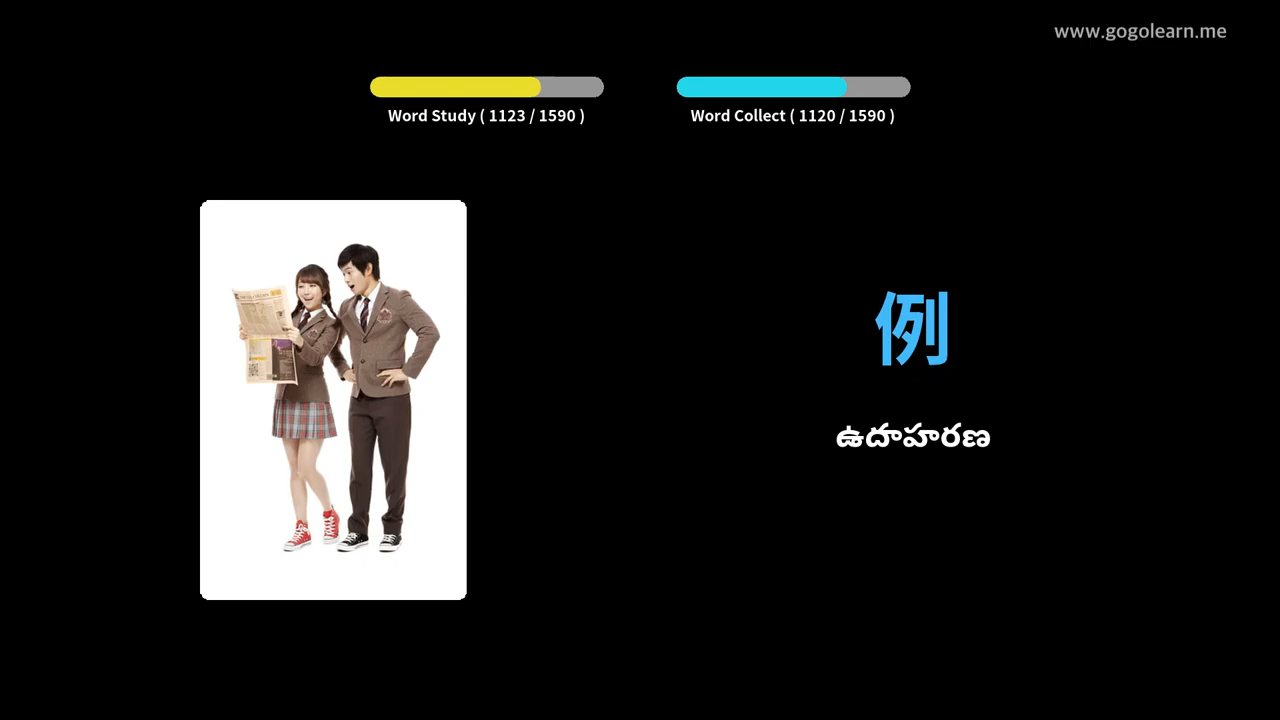 www.gogolearn.me
Word Study ( 1123 / 1590 )
Word Collect ( 1120 / 1590 )
例
ఉదాహరణ